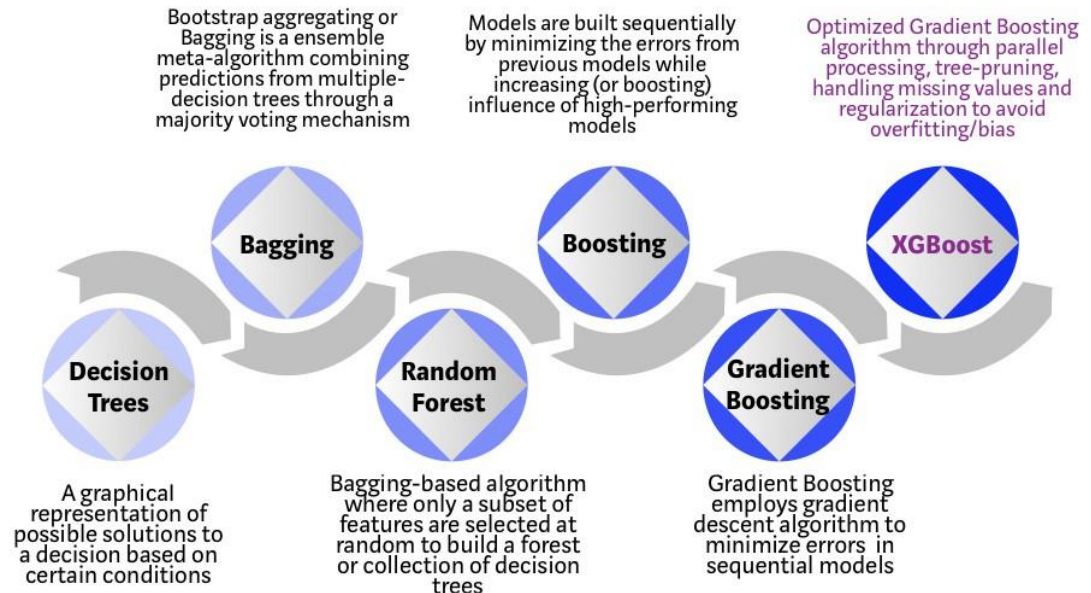 Bootstrap aggregating or
Bagging is a ensemble
meta-algorithm combining
predictions from multiple-
decision trees through a
majority voting mechanism
Models are built sequentially
by minimizing the errors from
previous models while
increasing (or boosting)
influence of high-performing
models
Optimized Gradient Boosting
algorithm through parallel
processing, tree-pruning,
handling missing values and
regularization to avoid
overfitting/bias
Bagging
Boosting
XGBoost
Decision
Trees
Random
Forest
Gradient
Boosting
A graphical
representation of
possible solutions to
a decision based on
certain conditions
Bagging-based algorithm
where only a subset of
features are selected at
random to build a forest
or collection of decision
trees
Gradient Boosting
employs gradient
descent algorithm to
minimize errors in
sequential models